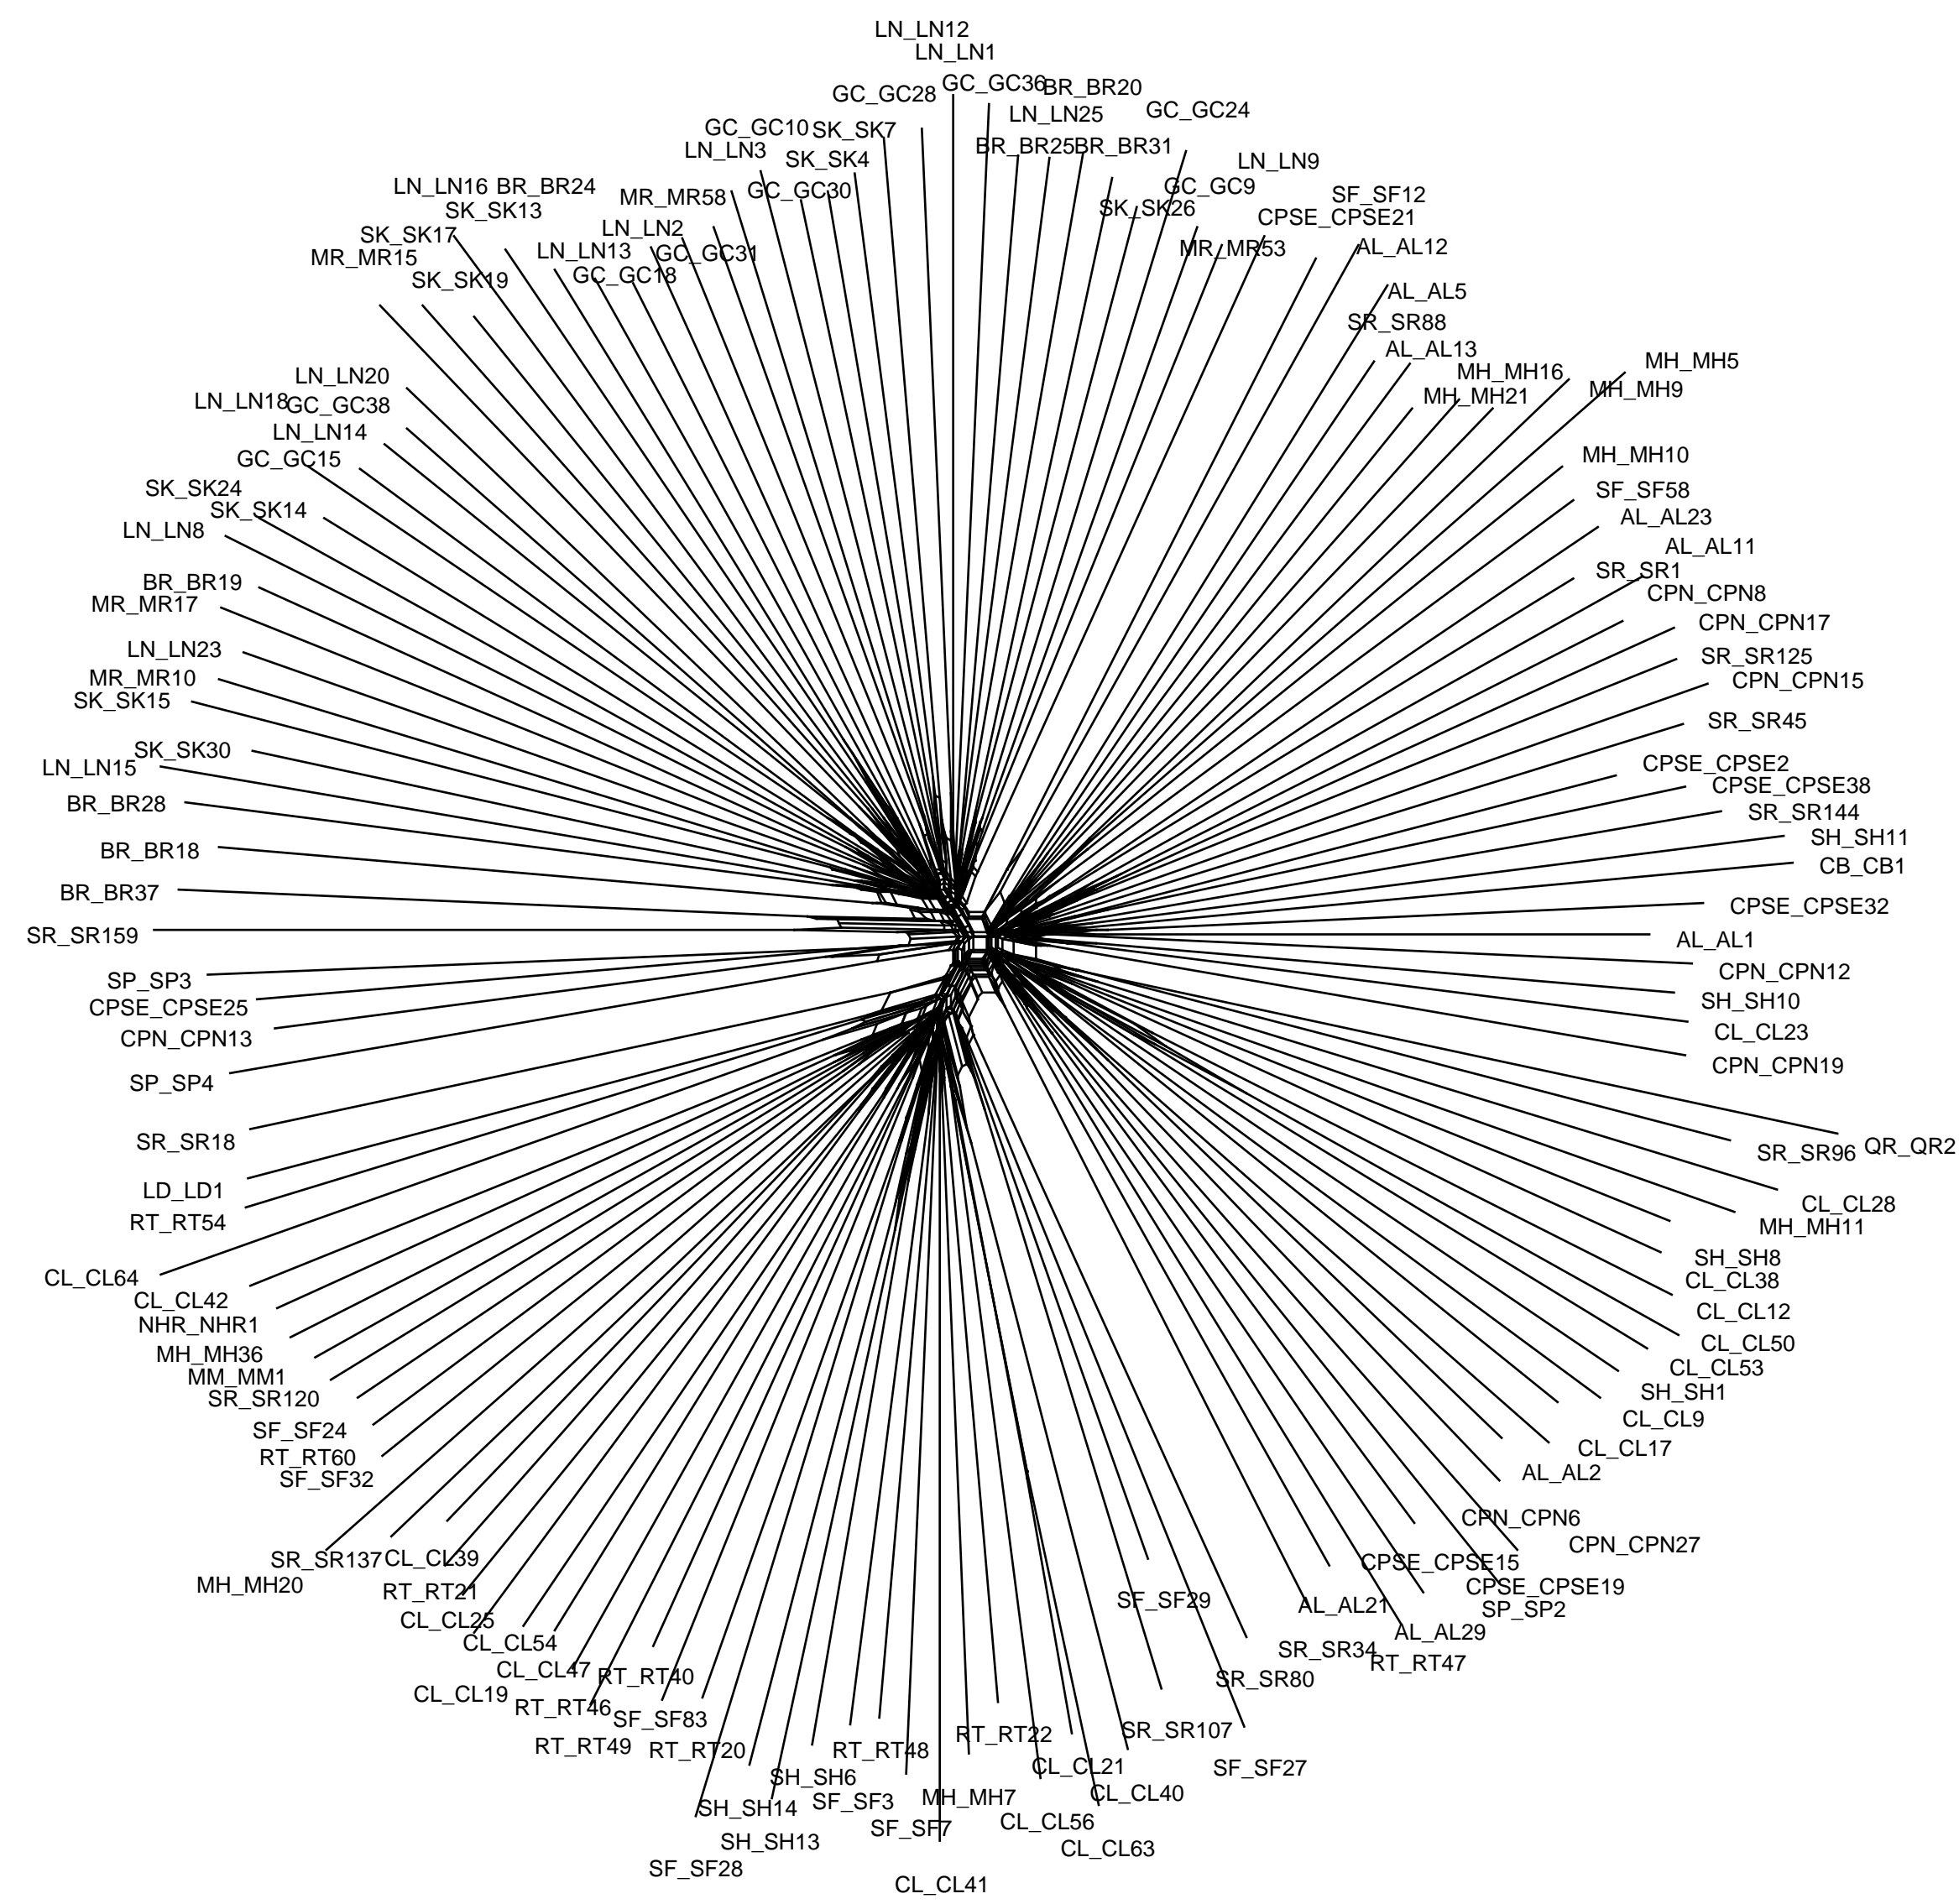 LN_LN12
LN_LN1
GC_GC36
BR_BR20
GC_GC28
GC_GC24
LN_LN25
GC_GC10
SK_SK7
BR_BR25
BR_BR31
LN_LN3
SK_SK4
LN_LN9
LN_LN16
BR_BR24
GC_GC30
GC_GC9
MR_MR58
SF_SF12
SK_SK13
SK_SK26
CPSE_CPSE21
LN_LN2
SK_SK17
MR_MR53
AL_AL12
LN_LN13
GC_GC31
MR_MR15
GC_GC18
SK_SK19
AL_AL5
SR_SR88
AL_AL13
MH_MH5
MH_MH16
LN_LN20
MH_MH9
MH_MH21
LN_LN18
GC_GC38
LN_LN14
GC_GC15
MH_MH10
SK_SK24
SF_SF58
SK_SK14
AL_AL23
LN_LN8
AL_AL11
SR_SR1
BR_BR19
CPN_CPN8
MR_MR17
CPN_CPN17
LN_LN23
SR_SR125
MR_MR10
CPN_CPN15
SK_SK15
SR_SR45
SK_SK30
CPSE_CPSE2
LN_LN15
CPSE_CPSE38
BR_BR28
SR_SR144
SH_SH11
BR_BR18
CB_CB1
BR_BR37
CPSE_CPSE32
SR_SR159
AL_AL1
CPN_CPN12
SP_SP3
SH_SH10
CPSE_CPSE25
CL_CL23
CPN_CPN13
CPN_CPN19
SP_SP4
SR_SR18
QR_QR2
SR_SR96
LD_LD1
CL_CL28
RT_RT54
MH_MH11
SH_SH8
CL_CL64
CL_CL38
CL_CL42
CL_CL12
NHR_NHR1
CL_CL50
MH_MH36
CL_CL53
MM_MM1
SH_SH1
SR_SR120
CL_CL9
SF_SF24
CL_CL17
RT_RT60
AL_AL2
SF_SF32
CPN_CPN6
CPN_CPN27
SR_SR137
CL_CL39
CPSE_CPSE15
MH_MH20
CPSE_CPSE19
RT_RT21
SF_SF29
AL_AL21
SP_SP2
CL_CL25
AL_AL29
CL_CL54
SR_SR34
RT_RT47
CL_CL47
RT_RT40
SR_SR80
CL_CL19
RT_RT46
SF_SF83
SR_SR107
RT_RT22
RT_RT49
RT_RT20
RT_RT48
CL_CL21
SF_SF27
SH_SH6
CL_CL40
MH_MH7
SF_SF3
SH_SH14
CL_CL56
SF_SF7
SH_SH13
CL_CL63
SF_SF28
CL_CL41